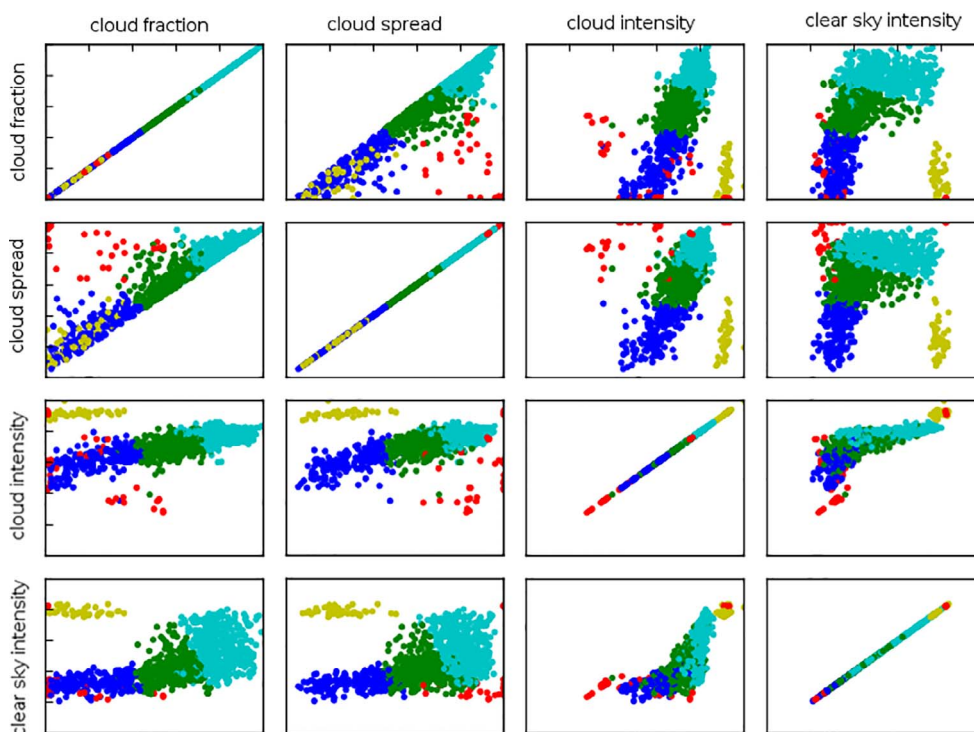 cloud fraction
cloud spread
cloud intensity
clear sky intensity
cloud fraction
cloud spread
cloud intensity
clear sky intensity